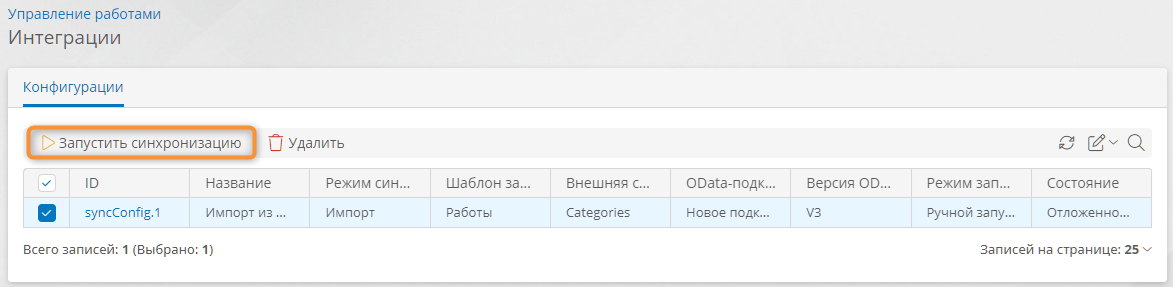 Управление работами
Интеграции
Конфигурации
Запустить синхронизацию Удалить
ID Название Режим син... Шаблон за... Внешняя с... OData-подк... Версия OD... Режим зап... Состояние
syncConfig.1 Импорт из ... Импорт Работы Categories Новое подк... V3 Ручной запу... Отложенно...
Всего записей: 1 (Выбрано: 1) Записей на странице: 25